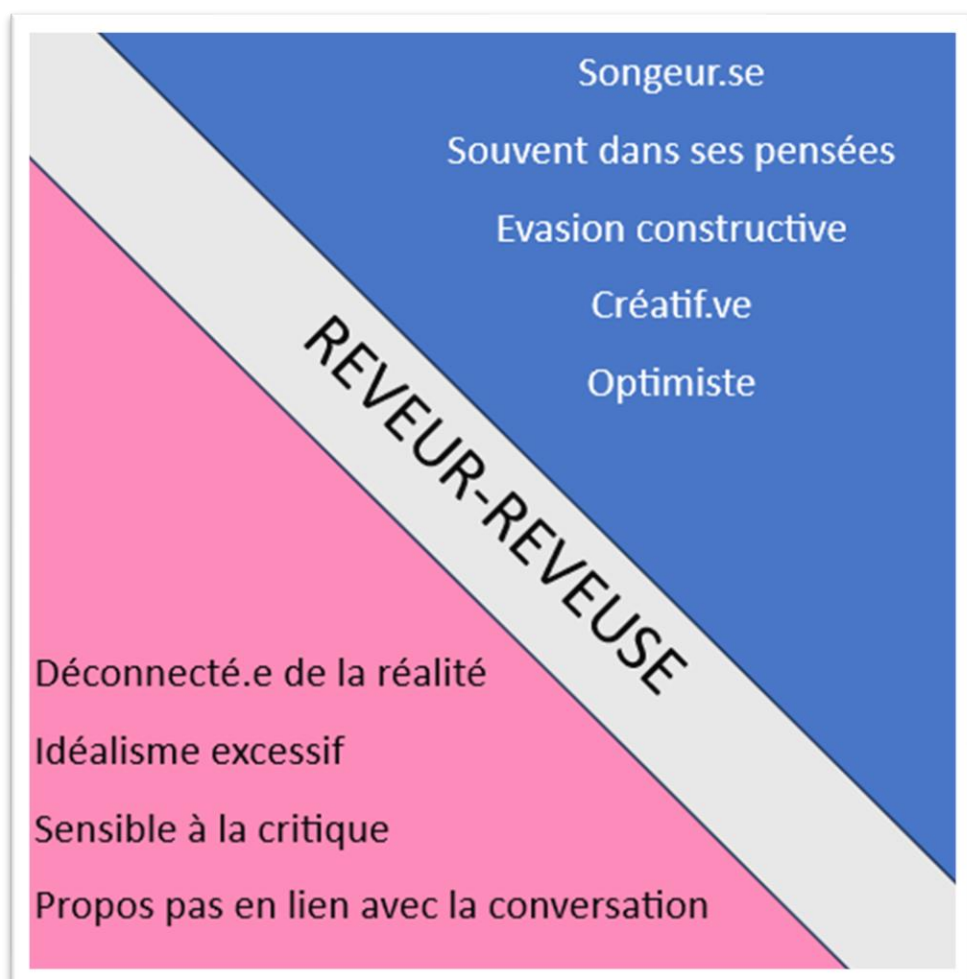 Songeur.se
Souvent dans ses pensées
Evasion constructive
Créatif.ve
Optimiste
REVEUR-REVEUSE
Déconnecté.e de la réalité
Idéalisme excessif
Sensible à la critique
Propos pas en lien avec la conversation